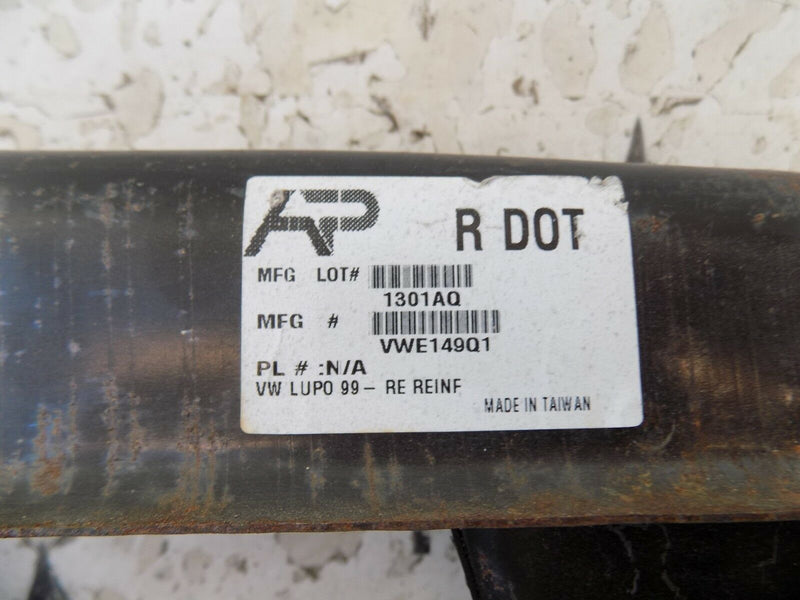 AP R DOT
MFG LOT#
1301AQ
MFG #
VWE149Q1
PL # :N/A
VW LUPO 99- RE REINF
MADE IN TAIWAN